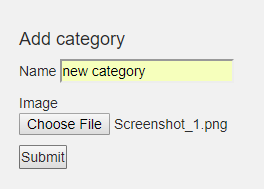 Add category
Name new category
Image
Choose File Screenshot_1.png
Submit